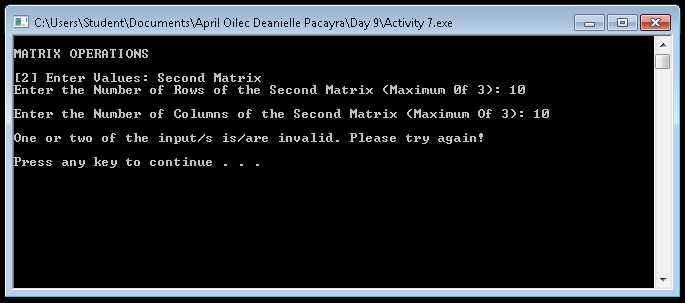 C:\Users\Student\Documents\April Oilec Deanielle Pacayra\Day 9\Activity 7.exe
MATRIX OPERATIONS
[2] Enter Values: Second Matrix
Enter the Number of Rows of the Second Matrix (Maximum 0f 3): 10
Enter the Number of Columns of the Second Matrix (Maximum Of 3): 10
One or two of the input/s is/are invalid. Please try again!
Press any key to continue . . .